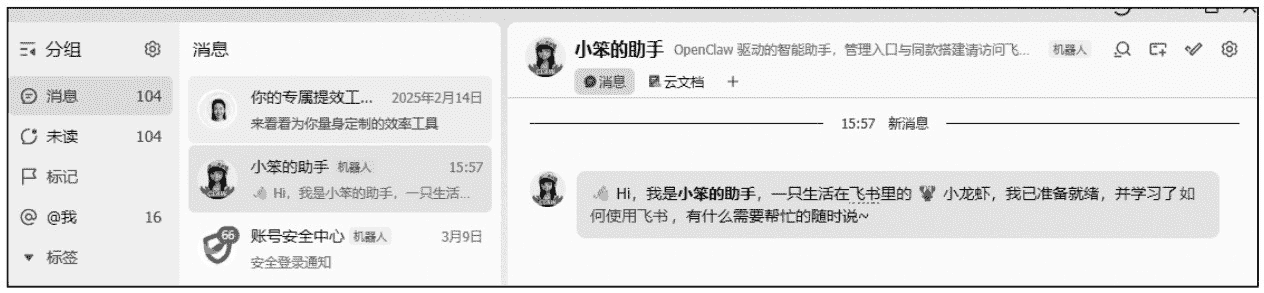 分组
消息 104
未读 104
标记
@我 16
标签
消息
你的专属提效工... 2025年2月14日
来看看为你量身定制的效率工具
小笨的助手 机器人 15:57
Hi，我是小笨的助手，一只生活...
66
账号安全中心 机器人 3月9日
安全登录通知
小笨的助手 OpenClaw 驱动的智能助手，管理入口与同款搭建请访问飞... 机器人
消息 云文档 +
15:57 新消息
Hi，我是小笨的助手，一只生活在飞书里的 小龙虾，我已准备就绪，并学习了如
何使用飞书，有什么需要帮忙的随时说~